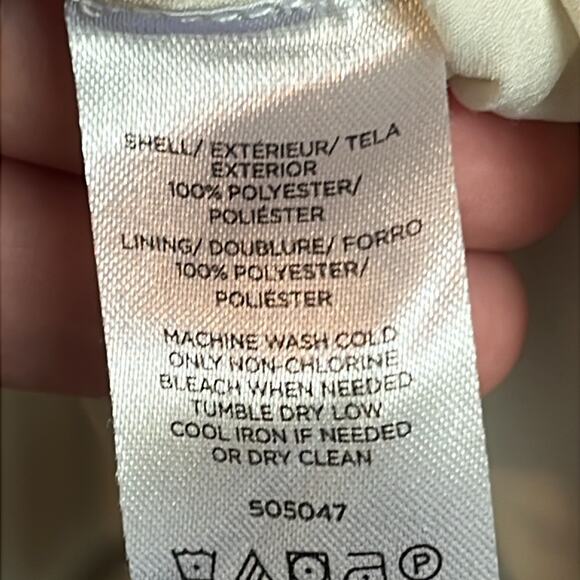 SHELL/ EXTÉRIEUR/ TELA
EXTERIOR
100% POLYESTER/
POLIÉSTER
LINING/ DOUBLURE/ FORRO
100% POLYESTER/
POLIÉSTER
MACHINE WASH COLD
ONLY NON-CHLORINE
BLEACH WHEN NEEDED
TUMBLE DRY LOW
COOL IRON IF NEEDED
OR DRY CLEAN
505047
P